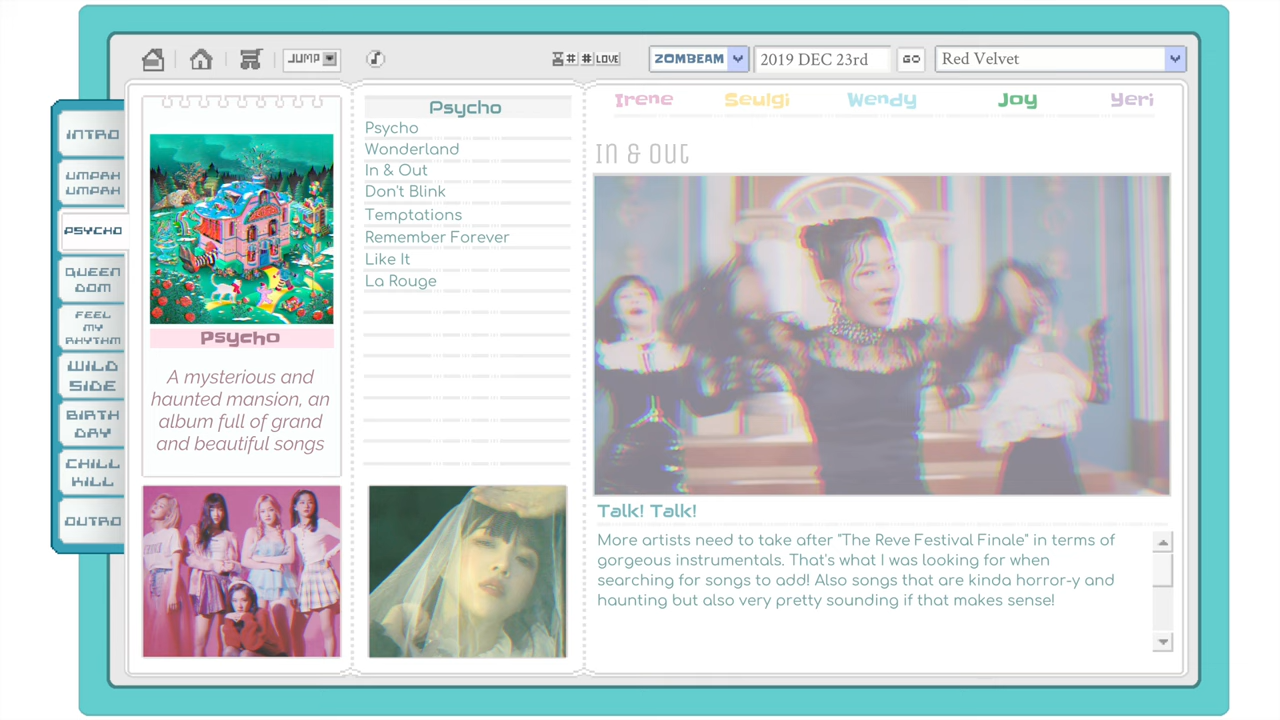 JUMP
# # LOVE
ZOMBEAM
2019 DEC 23rd
GO
Red Velvet
INTRO
UMPAH
UMPAH
PSYCHO
QUEEN
DOM
FEEL
MY
RHYTHM
WILD
SIDE
BIRTH
DAY
CHILL
KILL
OUTRO
Psycho
A mysterious and
haunted mansion, an
album full of grand
and beautiful songs
Psycho
Psycho
Wonderland
In & Out
Don't Blink
Temptations
Remember Forever
Like It
La Rouge
Irene Seulgi Wendy Joy Yeri
In & Out
Talk! Talk!
More artists need to take after "The Reve Festival Finale" in terms of
gorgeous instrumentals. That's what I was looking for when
searching for songs to add! Also songs that are kinda horror-y and
haunting but also very pretty sounding if that makes sense!